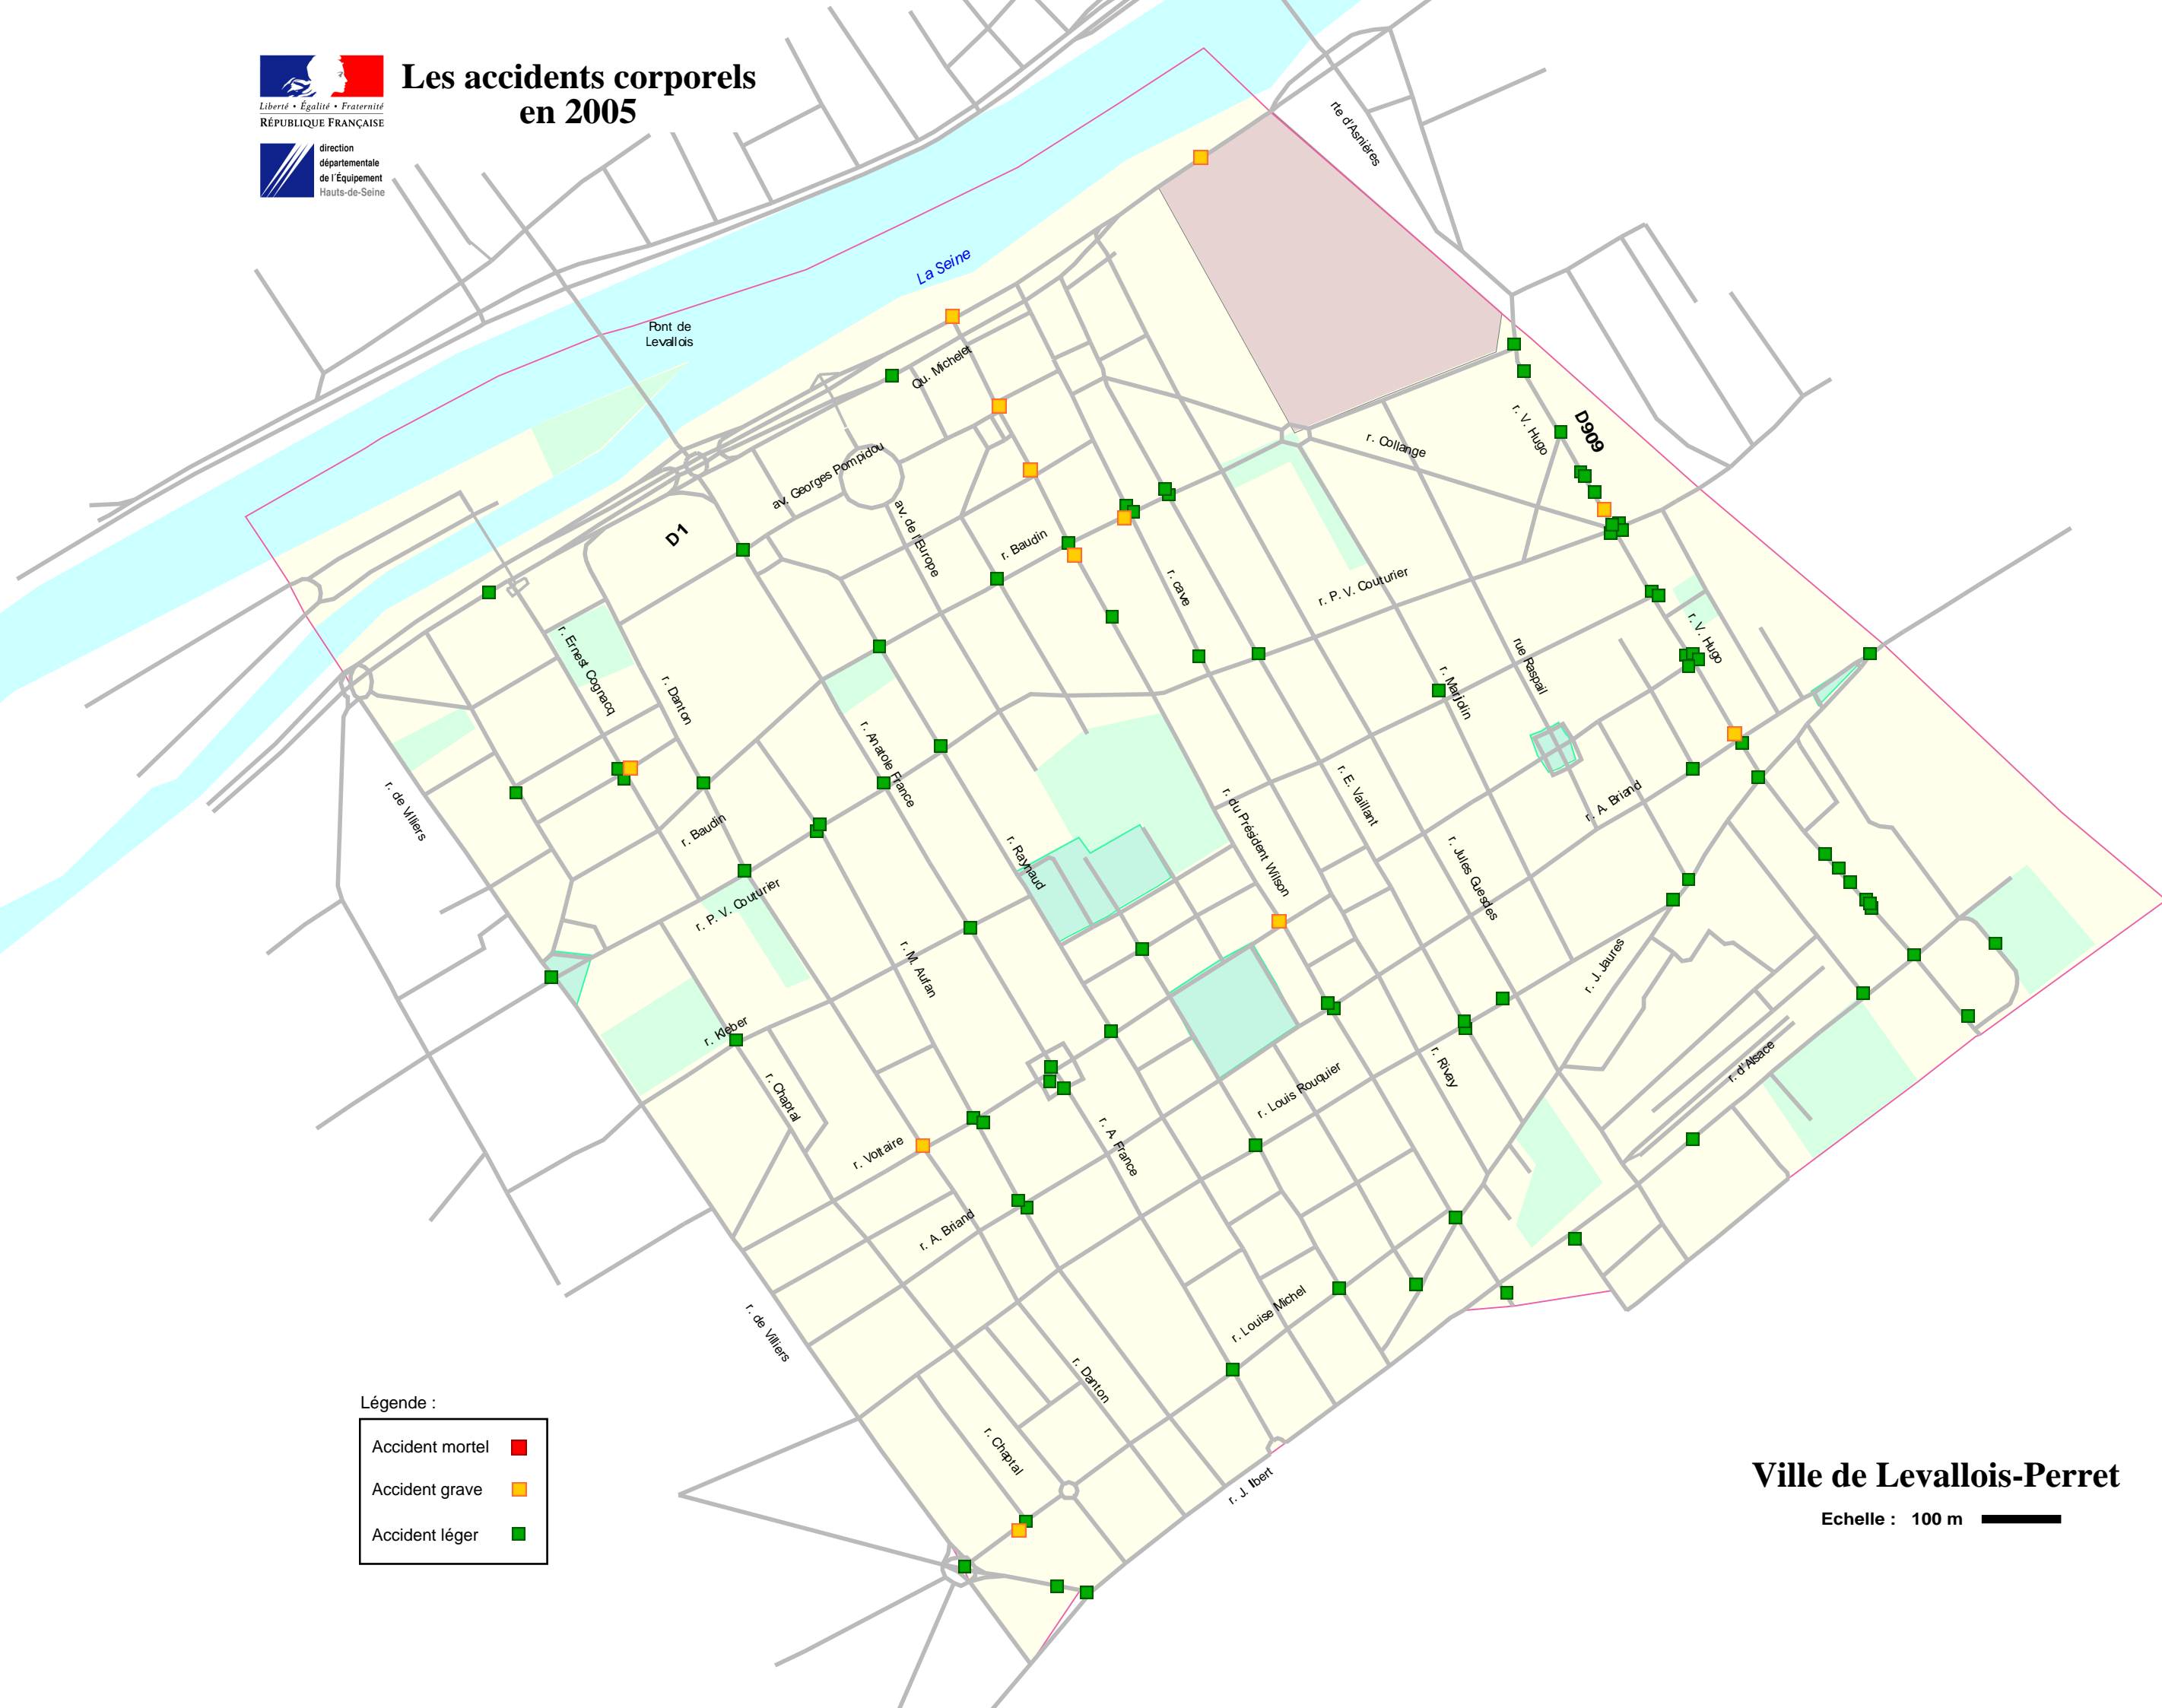 Les accidents corporels
en 2005
Liberté • Égalité • Fraternité
RÉPUBLIQUE FRANÇAISE
direction
départementale
de l'Équipement
Hauts-de-Seine
rte d'Asnières
La Seine
Pont de
Levallois
Qu. Michelet
r. V. Hugo
D909
r. Collange
av. Georges Pompidou
av. de l'Europe
D1
r. Baudin
r. cave
r. P. V. Couturier
r. Ernest Cognacq
r. Danton
r. V. Hugo
rue Raspail
r. Marjolin
r. Anatole France
r. de Villiers
r. Baudin
r. E. Vaillant
r. du Président Wilson
r. A. Briand
r. Raynaud
r. Jules Guesdes
r. P. V. Couturier
r. M. Aufan
r. J. Jaures
r. Kleber
r. Chaptal
r. Rivay
r. d'Alsace
r. Louis Rouquier
r. Voltaire
r. A. France
r. A. Briand
r. de Villiers
r. Louise Michel
r. Danton
r. Chaptal
r. J. Ibert
Légende :
Accident mortel
Accident grave
Accident léger
Ville de Levallois-Perret
Echelle : 100 m